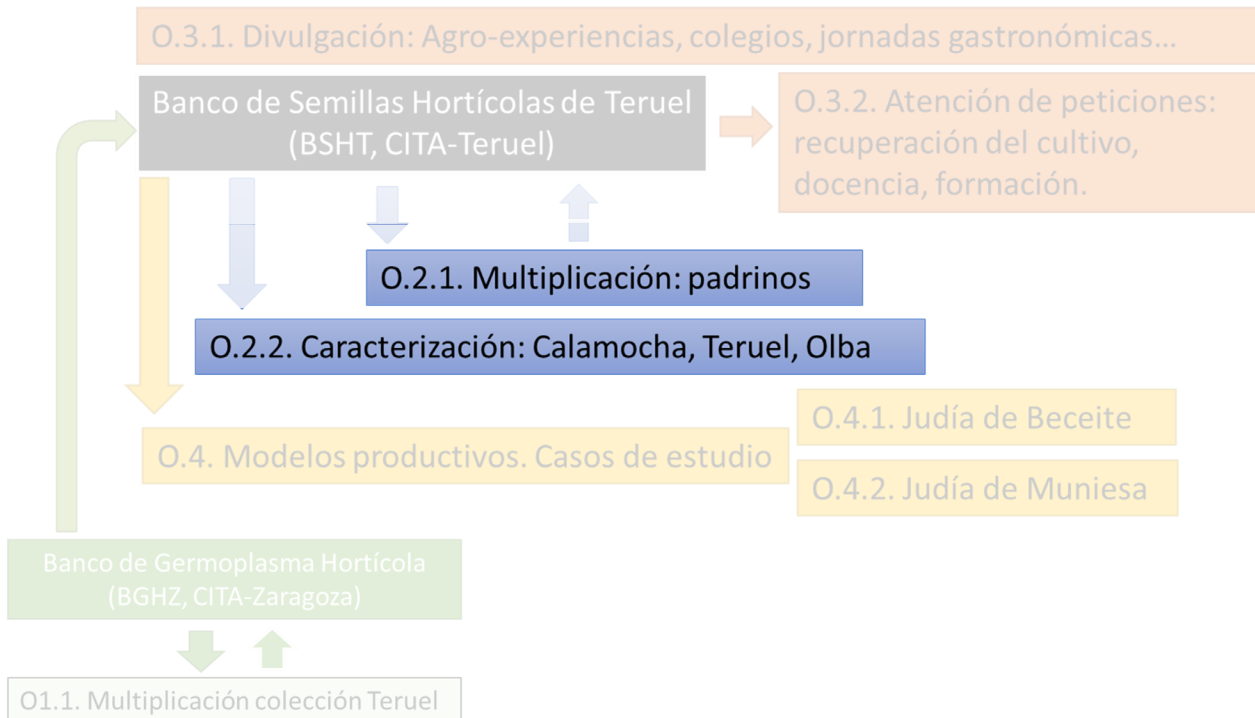 O.3.1. Divulgación: Agro-experiencias, colegios, jornadas gastronómicas...
Banco de Semillas Hortícolas de Teruel
(BSHT, CITA-Teruel)
O.3.2. Atención de peticiones:
recuperación del cultivo,
docencia, formación.
O.2.1. Multiplicación: padrinos
O.2.2. Caracterización: Calamocha, Teruel, Olba
O.4. Modelos productivos. Casos de estudio
O.4.1. Judía de Beceite
O.4.2. Judía de Muniesa
Banco de Germoplasma Hortícola
(BGHZ, CITA-Zaragoza)
O1.1. Multiplicación colección Teruel